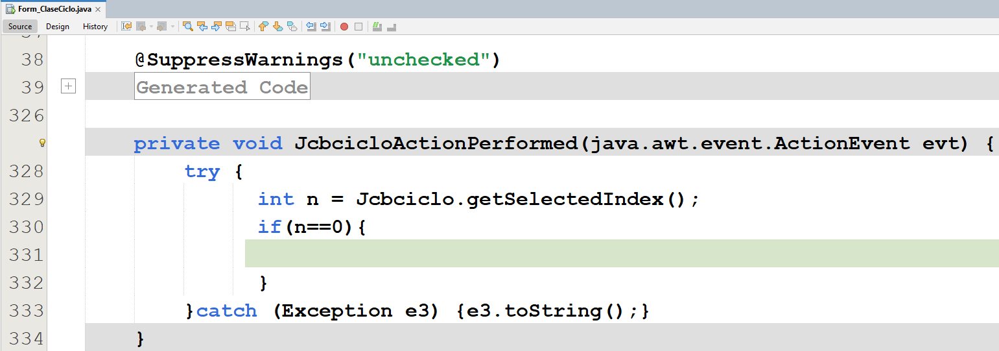 Form_ClaseCiclo.java
Source Design History
38 @SuppressWarnings("unchecked")
39 Generated Code
326
private void JcbcicloActionPerformed(java.awt.event.ActionEvent evt) {
328 try {
329 int n = Jcbciclo.getSelectedIndex();
330 if(n==0){
331
332 }
333 }catch (Exception e3) {e3.toString();}
334 }